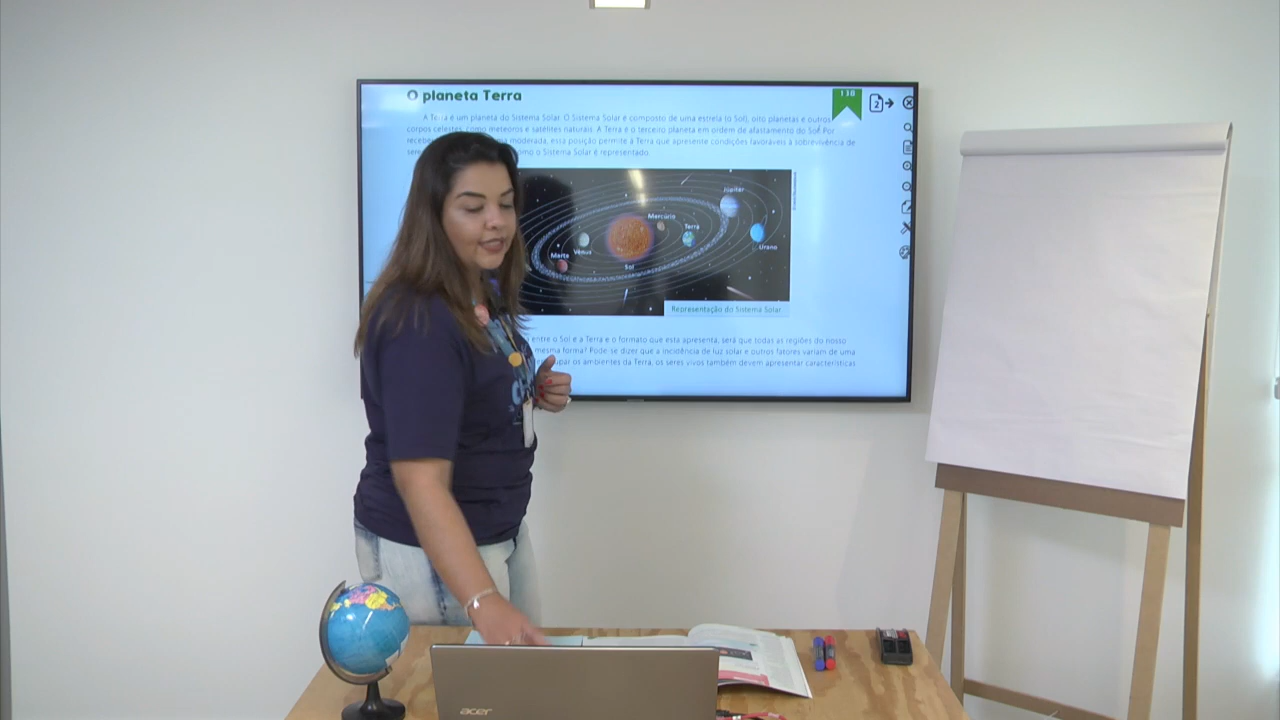 O planeta Terra
130
2
A Terra é um planeta do Sistema Solar. O Sistema Solar é composto de uma estrela (o Sol), oito planetas e outros
corpos celestes, como meteoros e satélites naturais. A Terra é o terceiro planeta em ordem de afastamento do Sol. Por
receber moderada, essa posição permite à Terra que apresente condições favoráveis à sobrevivência de
como o Sistema Solar é representado.
Júpiter
Mercúrio
Terra
Urano
Vênus
Marte
Sol
Representação do Sistema Solar
entre o Sol e a Terra e o formato que esta apresenta, será que todas as regiões do nosso
mesma forma? Pode-se dizer que a incidência de luz solar e outros fatores variam de uma
os ambientes da Terra, os seres vivos também devem apresentar características
acer